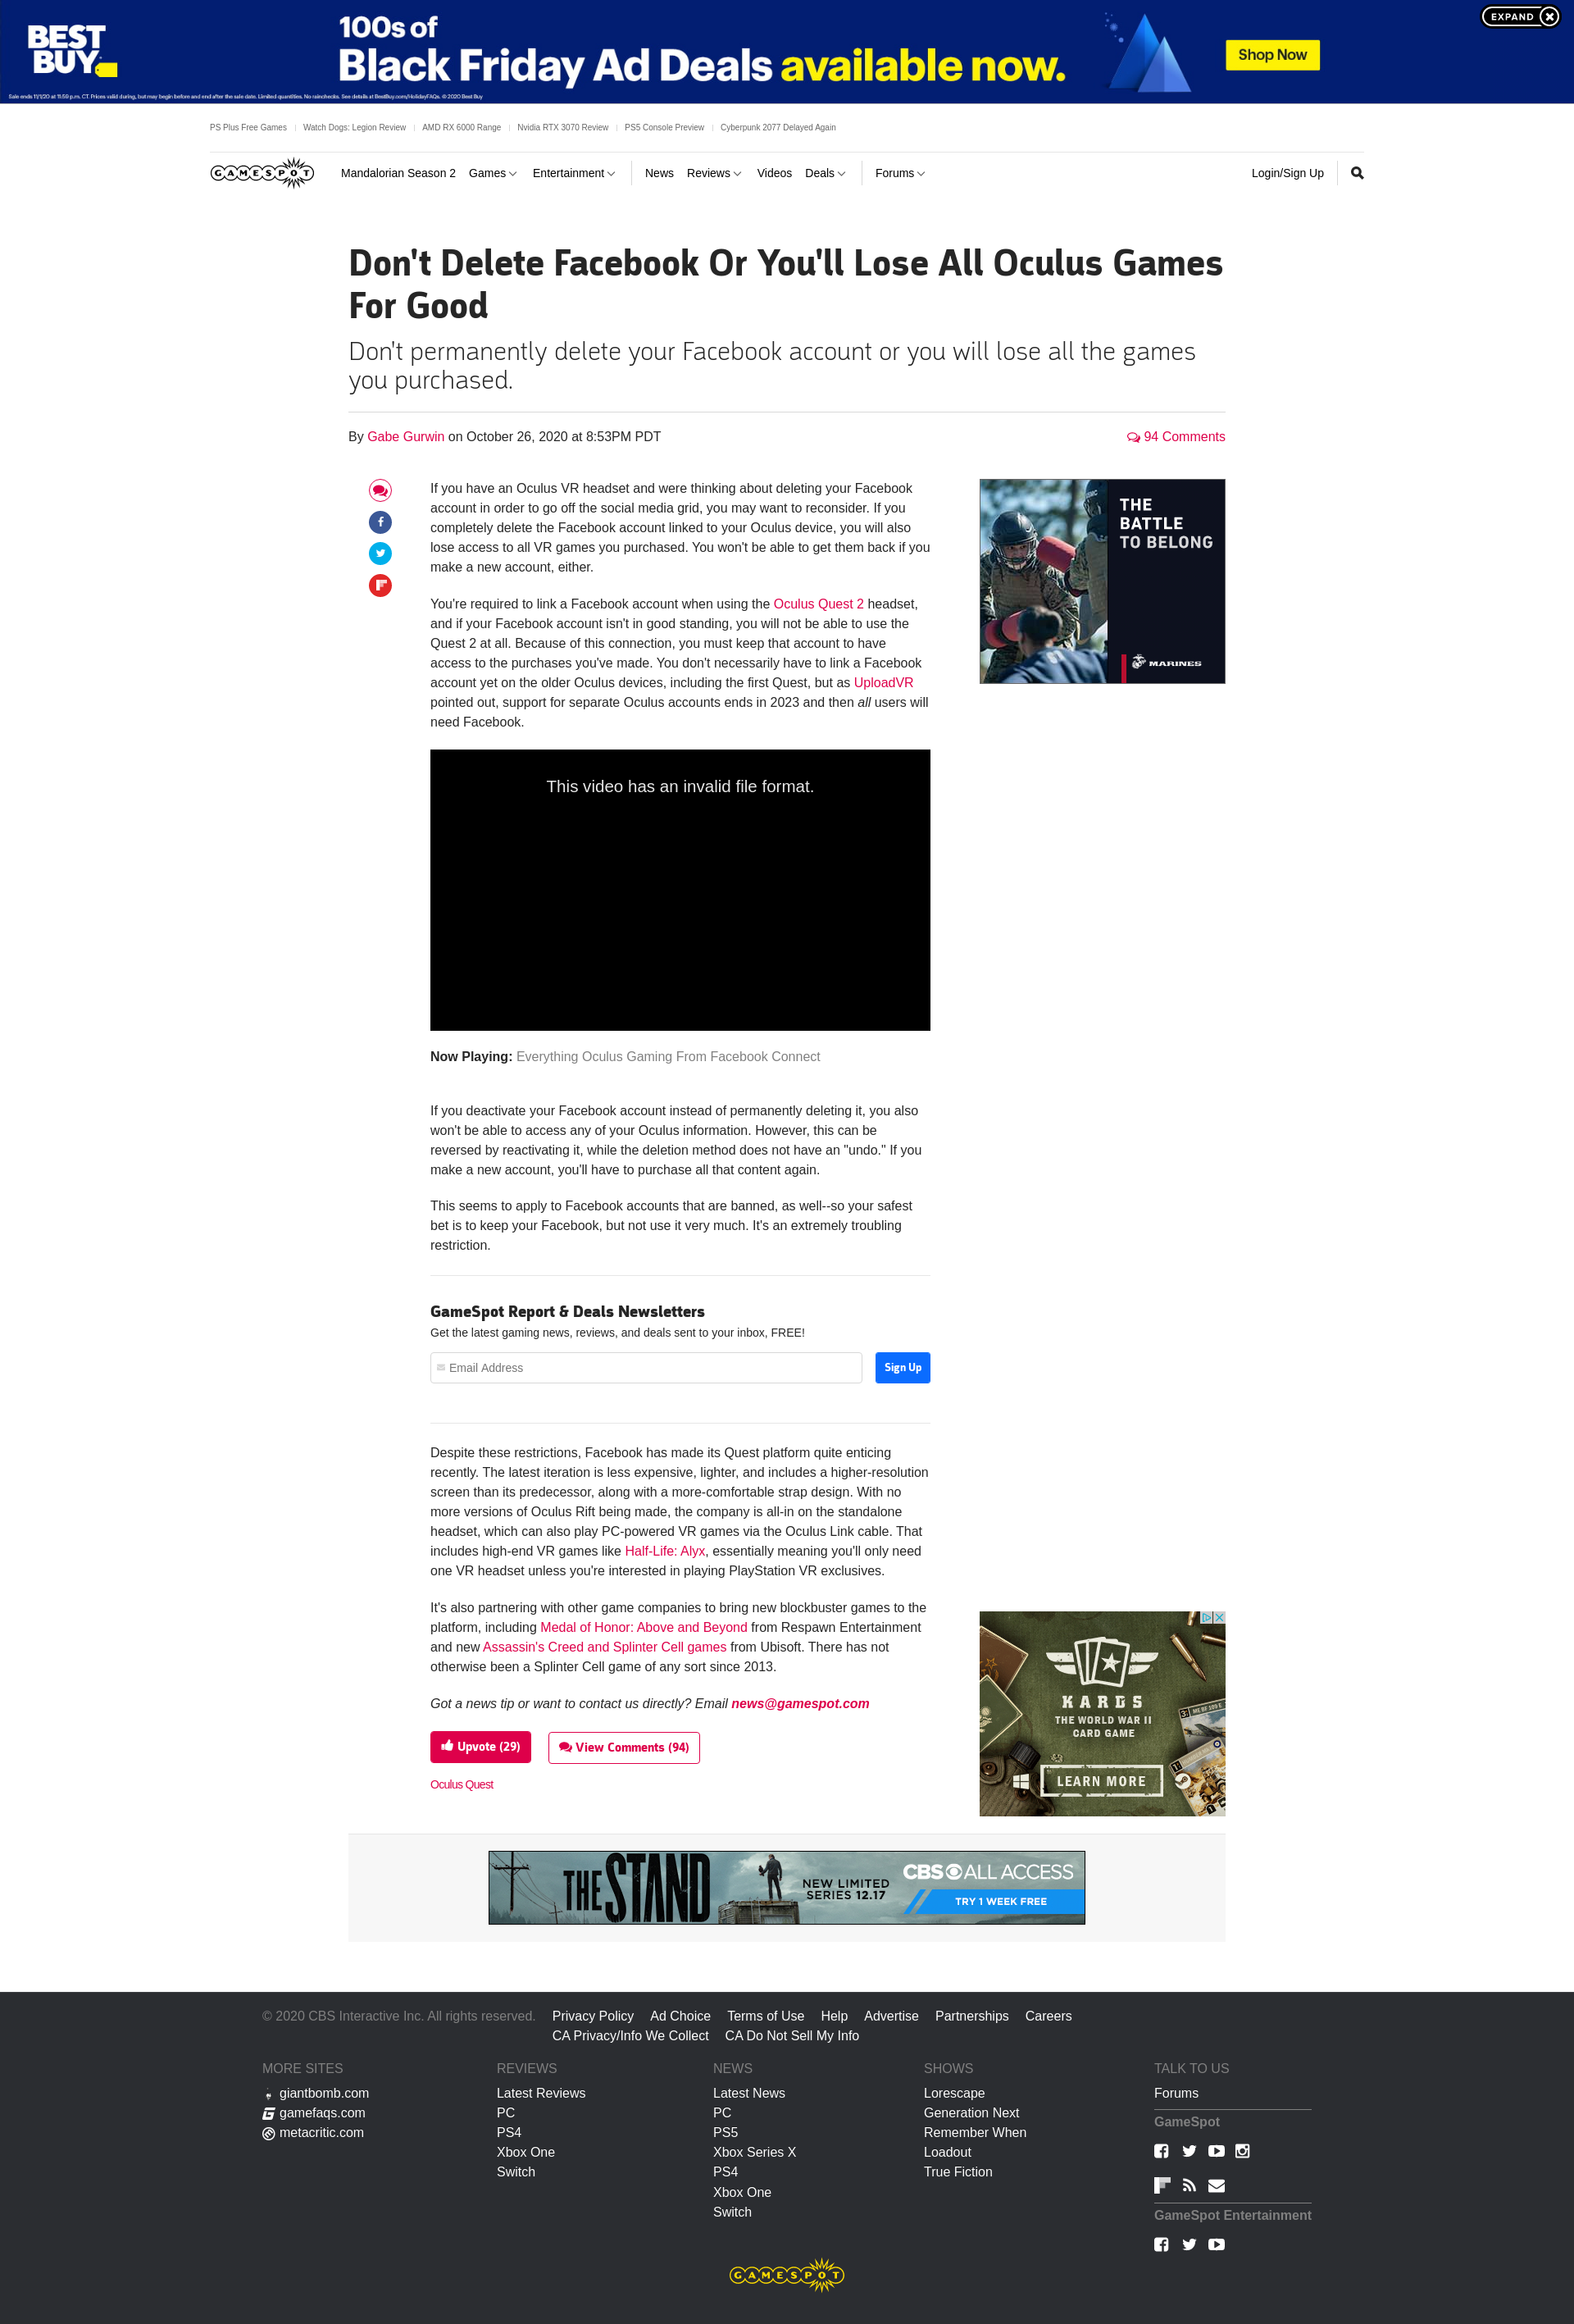 BEST
BUY
100s of
Black Friday Ad Deals available now.
Shop Now
EXPAND
Sale ends 11/1/20 at 11:59 p.m. CT. Prices valid during, but may begin before and end after the sale date. Limited quantities. No rainchecks. See details at BestBuy.com/HolidayFAQs. © 2020 Best Buy
PS Plus Free Games
Watch Dogs: Legion Review
AMD RX 6000 Range
Nvidia RTX 3070 Review
PS5 Console Preview
Cyberpunk 2077 Delayed Again
GAMESPOT
Mandalorian Season 2
Games
Entertainment
News
Reviews
Videos
Deals
Forums
Login/Sign Up
Don't Delete Facebook Or You'll Lose All Oculus Games
For Good
Don't permanently delete your Facebook account or you will lose all the games
you purchased.
By Gabe Gurwin on October 26, 2020 at 8:53PM PDT
94 Comments
If you have an Oculus VR headset and were thinking about deleting your Facebook
account in order to go off the social media grid, you may want to reconsider. If you
completely delete the Facebook account linked to your Oculus device, you will also
lose access to all VR games you purchased. You won't be able to get them back if you
make a new account, either.
THE
BATTLE
TO BELONG
MARINES
You're required to link a Facebook account when using the Oculus Quest 2 headset,
and if your Facebook account isn't in good standing, you will not be able to use the
Quest 2 at all. Because of this connection, you must keep that account to have
access to the purchases you've made. You don't necessarily have to link a Facebook
account yet on the older Oculus devices, including the first Quest, but as UploadVR
pointed out, support for separate Oculus accounts ends in 2023 and then all users will
need Facebook.
This video has an invalid file format.
Now Playing: Everything Oculus Gaming From Facebook Connect
If you deactivate your Facebook account instead of permanently deleting it, you also
won't be able to access any of your Oculus information. However, this can be
reversed by reactivating it, while the deletion method does not have an "undo." If you
make a new account, you'll have to purchase all that content again.
This seems to apply to Facebook accounts that are banned, as well--so your safest
bet is to keep your Facebook, but not use it very much. It's an extremely troubling
restriction.
GameSpot Report & Deals Newsletters
Get the latest gaming news, reviews, and deals sent to your inbox, FREE!
Email Address
Sign Up
Despite these restrictions, Facebook has made its Quest platform quite enticing
recently. The latest iteration is less expensive, lighter, and includes a higher-resolution
screen than its predecessor, along with a more-comfortable strap design. With no
more versions of Oculus Rift being made, the company is all-in on the standalone
headset, which can also play PC-powered VR games via the Oculus Link cable. That
includes high-end VR games like Half-Life: Alyx, essentially meaning you'll only need
one VR headset unless you're interested in playing PlayStation VR exclusives.
It's also partnering with other game companies to bring new blockbuster games to the
platform, including Medal of Honor: Above and Beyond from Respawn Entertainment
and new Assassin's Creed and Splinter Cell games from Ubisoft. There has not
otherwise been a Splinter Cell game of any sort since 2013.
Got a news tip or want to contact us directly? Email news@gamespot.com
Upvote (29)
View Comments (94)
Oculus Quest
KARDS
THE WORLD WAR II
CARD GAME
LEARN MORE
THE STAND
NEW LIMITED
SERIES 12.17
CBS ALL ACCESS
TRY 1 WEEK FREE
© 2020 CBS Interactive Inc. All rights reserved.
Privacy Policy
Ad Choice
Terms of Use
Help
Advertise
Partnerships
Careers
CA Privacy/Info We Collect
CA Do Not Sell My Info
MORE SITES
giantbomb.com
gamefaqs.com
metacritic.com
REVIEWS
Latest Reviews
PC
PS4
Xbox One
Switch
NEWS
Latest News
PC
PS5
Xbox Series X
PS4
Xbox One
Switch
SHOWS
Lorescape
Generation Next
Remember When
Loadout
True Fiction
TALK TO US
Forums
GameSpot
GameSpot Entertainment
GAMESPOT